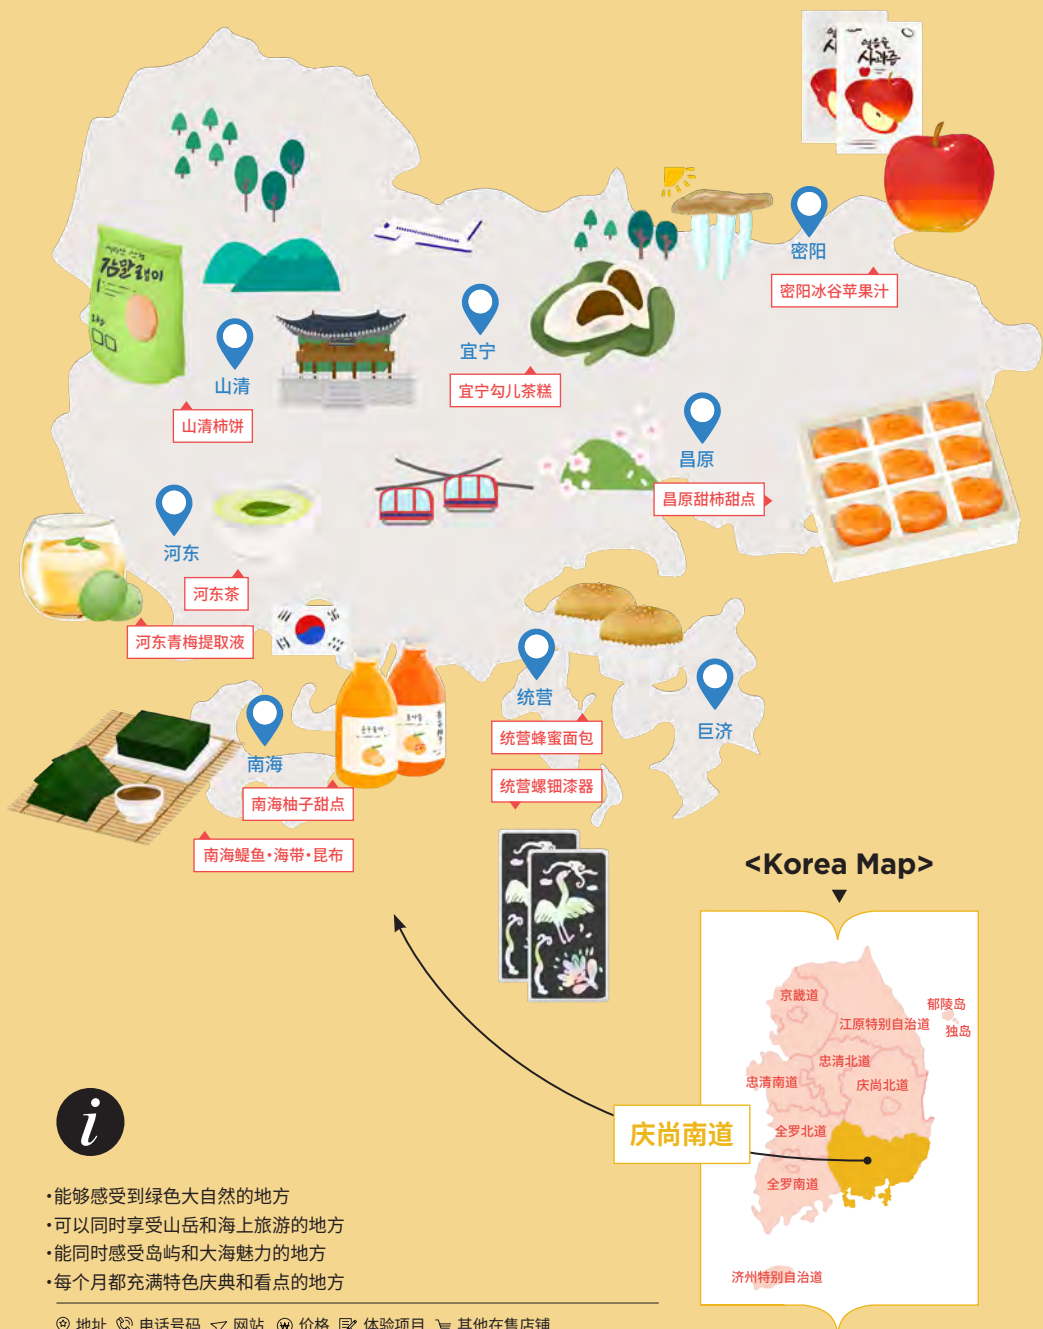 얼음골
사과즙
감말랭이
密阳
密阳冰谷苹果汁
宜宁
宜宁勾儿茶糕
山清
山清柿饼
昌原
昌原甜柿甜点
河东
河东茶
河东青梅提取液
统营
统营蜂蜜面包
统营螺钿漆器
巨济
南海
南海柚子甜点
南海鳀鱼·海带·昆布
<Korea Map>
京畿道
郁陵岛
江原特别自治道
独岛
忠清北道
忠清南道
庆尚北道
庆尚南道
全罗北道
全罗南道
济州特别自治道
i
·能够感受到绿色大自然的地方
·可以同时享受山岳和海上旅游的地方
·能同时感受岛屿和大海魅力的地方
·每个月都充满特色庆典和看点的地方
地址 电话号码 网站 价格 体验项目 其他在售店铺